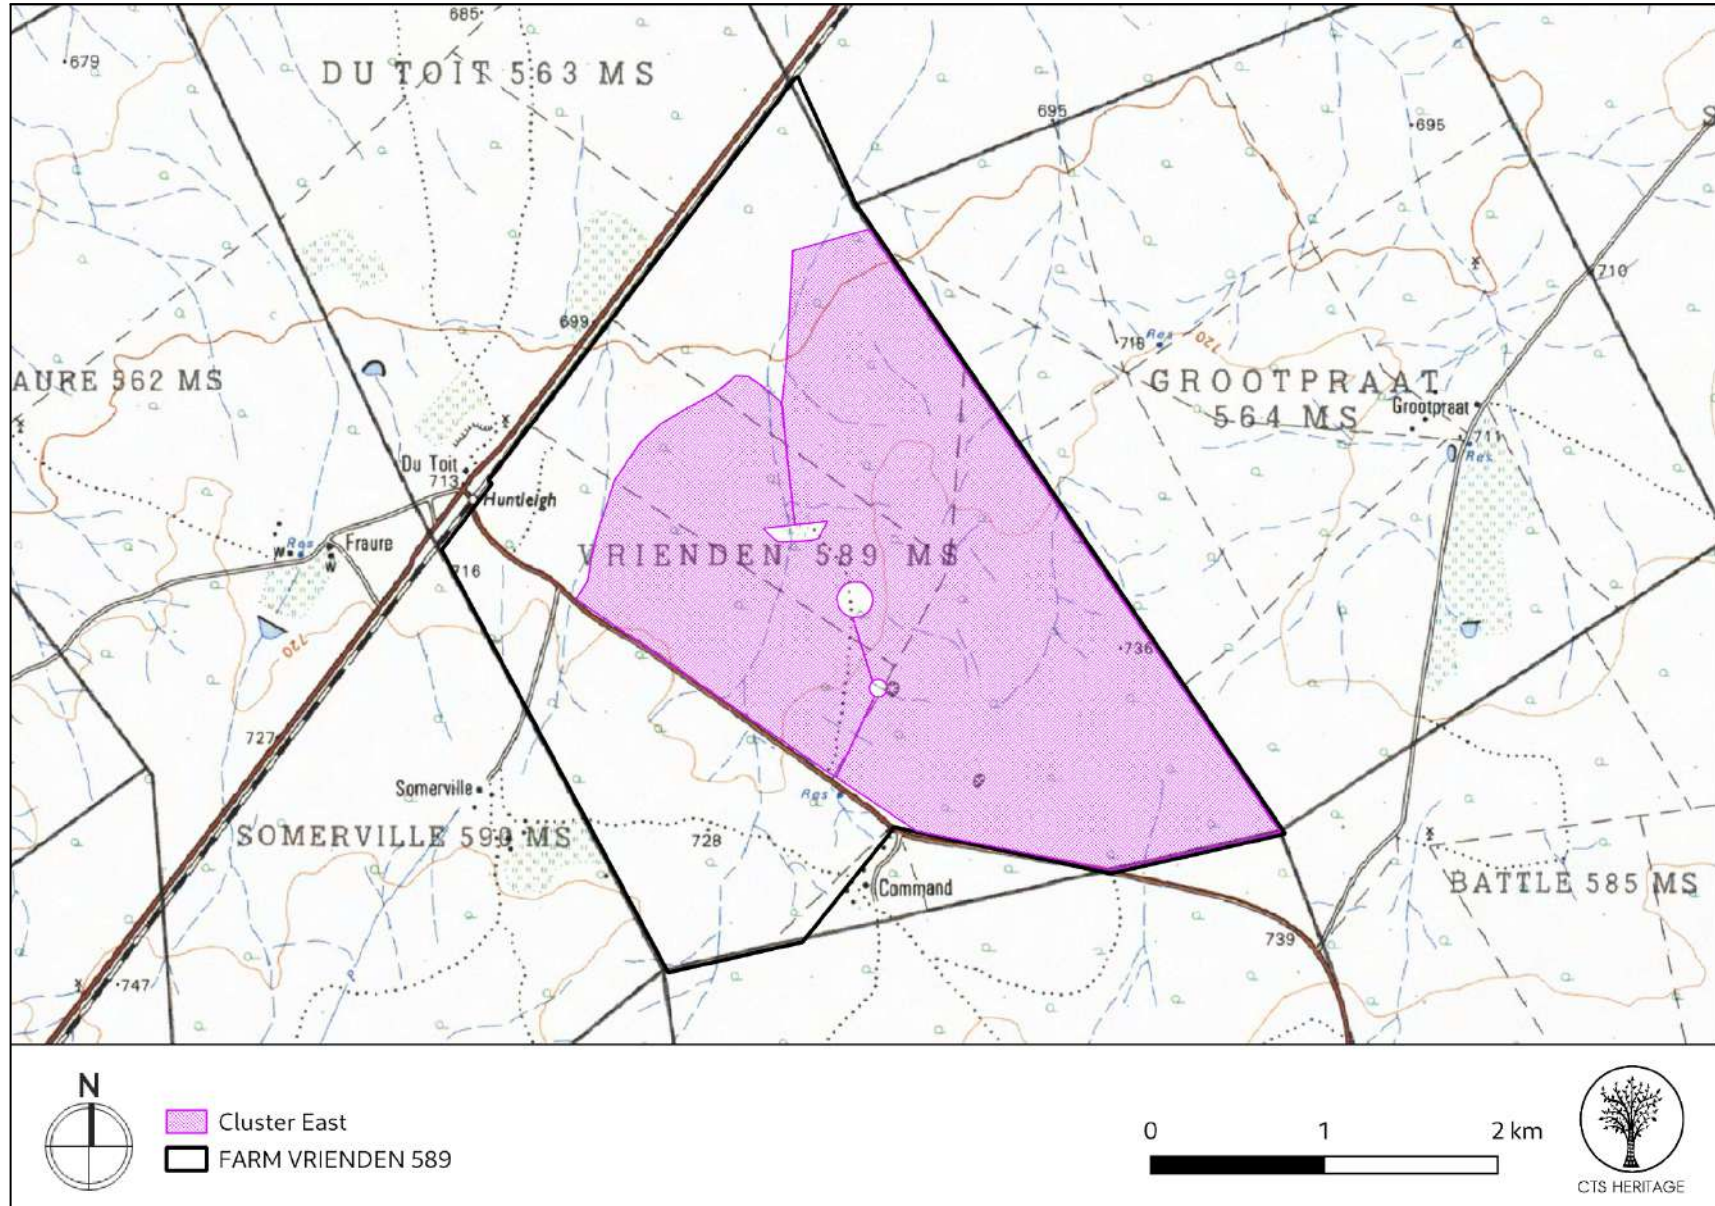 685
679
DU TOIT 563 MS
695
695
S
710
699
718
Res
720
AURE 562 MS
GROOTPRAAT
564 MS
Grootpraat
711
Res
Du Toit
713
Huntleigh
W
Res
W
Fraure
716
VRIENDEN 589 MS
720
736
727
Somerville
Res
SOMERVILLE 590 MS
728
Command
BATTLE 585 MS
739
747
N
Cluster East
FARM VRIENDEN 589
0 1 2 km
CTS HERITAGE